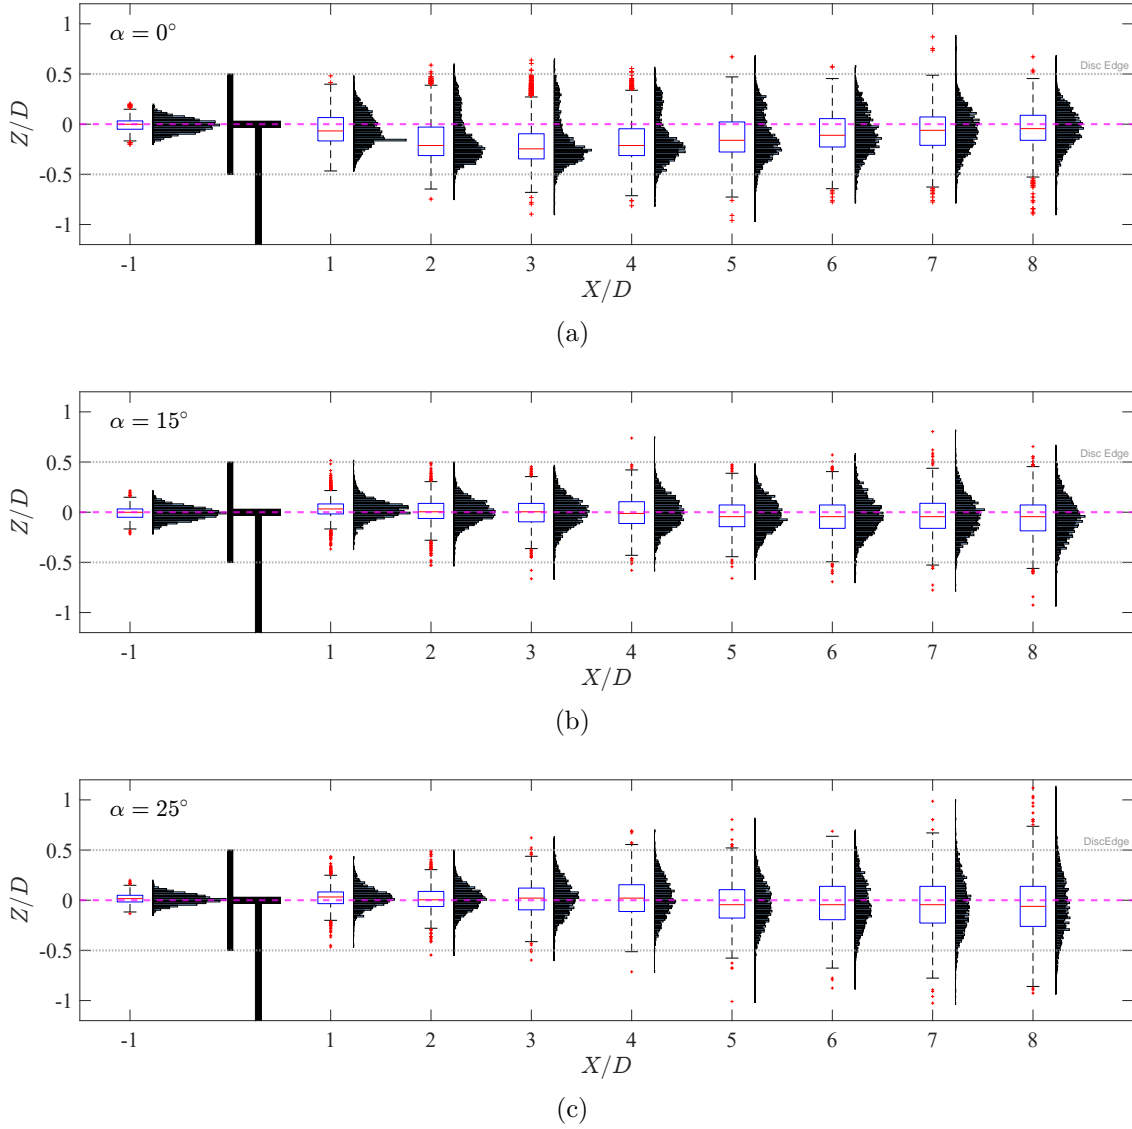 α = 0°
Disc Edge
1
0.5
0
-0.5
-1
Z/D
-1 1 2 3 4 5 6 7 8
X/D
(a)
α = 15°
Disc Edge
1
0.5
0
-0.5
-1
Z/D
-1 1 2 3 4 5 6 7 8
X/D
(b)
α = 25°
DiscEdge
1
0.5
0
-0.5
-1
Z/D
-1 1 2 3 4 5 6 7 8
X/D
(c)